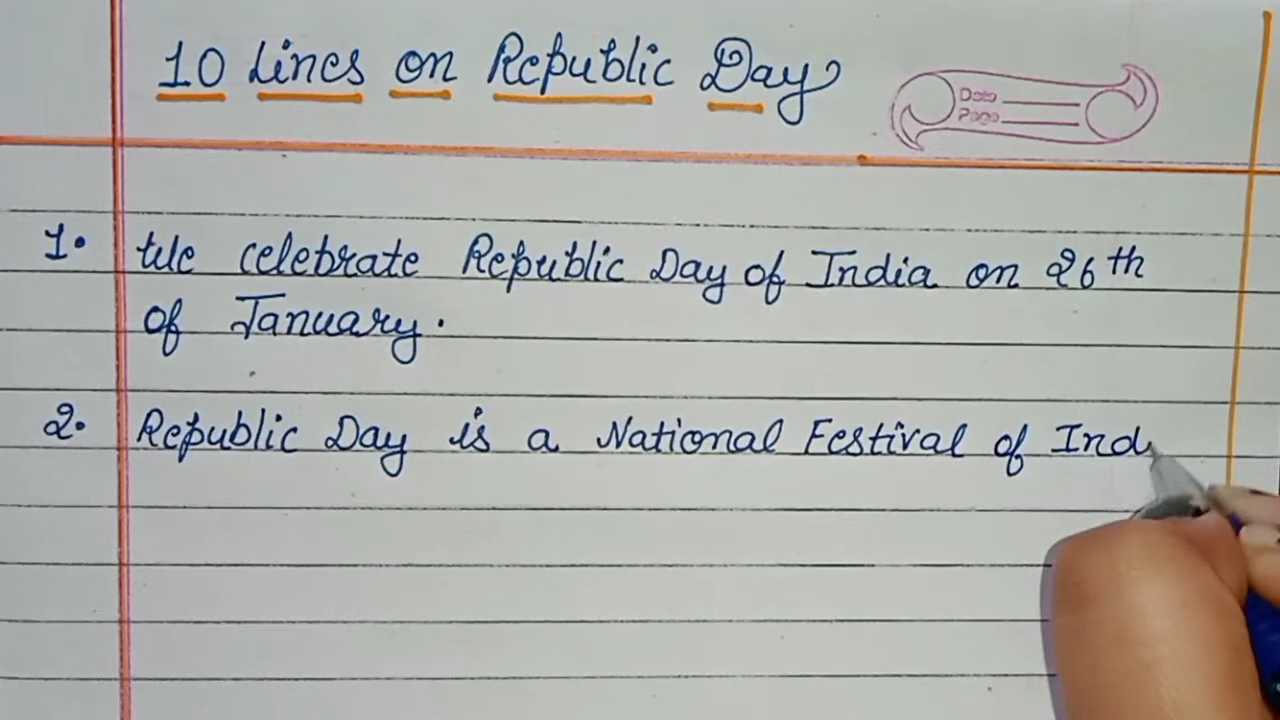 10 Lines on Republic Day
Date
Page
1. We celebrate Republic Day of India on 26th
of January.
2. Republic Day is a National Festival of Ind